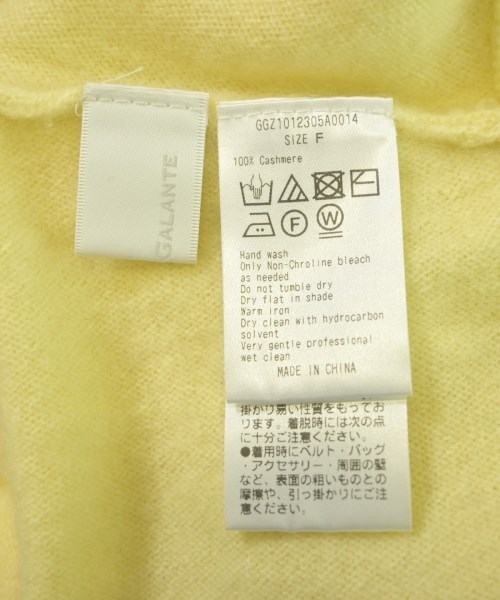 GALANTE
GGZ1012305A0014
SIZE F
100% Cashmere
F
W
Hand wash
Only Non-Chroline bleach
as needed
Do not tumble dry
Dry flat in shade
Warm iron
Dry clean with hydrocarbon
solvent
Very gentle professional
wet clean
MADE IN CHINA
掛かり易い性質をもってお
ります。着脱時には次の点
に十分ご注意ください。
●着用時にベルト・バッグ
・アクセサリー・周囲の壁
など、表面の粗いものとの
摩擦や、引っ掛かりにご注
意ください。